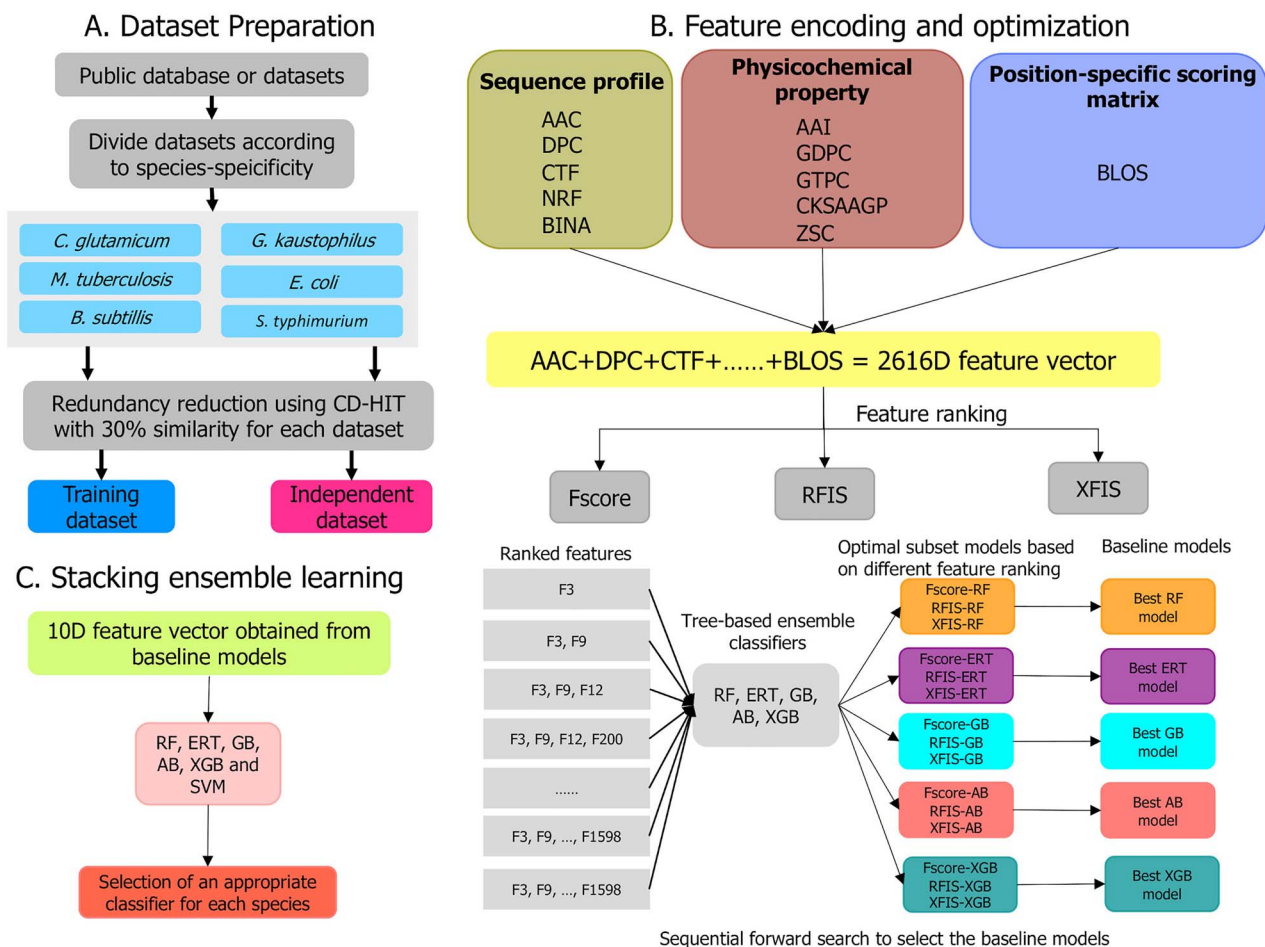 A. Dataset Preparation
Public database or datasets
Divide datasets according
to species-speicificity
C. glutamicum
G. kaustophilus
M. tuberculosis
E. coli
B. subtillis
S. typhimurium
Redundancy reduction using CD-HIT
with 30% similarity for each dataset
Training
dataset
Independent
dataset
B. Feature encoding and optimization
Sequence profile
AAC
DPC
CTF
NRF
BINA
Physicochemical
property
AAI
GDPC
GTPC
CKSAAGP
ZSC
Position-specific scoring
matrix
BLOS
AAC+DPC+CTF+......+BLOS = 2616D feature vector
Feature ranking
Fscore
RFIS
XFIS
Ranked features
F3
F3, F9
F3, F9, F12
F3, F9, F12, F200
......
F3, F9, ..., F1598
F3, F9, ..., F1598
Tree-based ensemble
classifiers
RF, ERT, GB,
AB, XGB
Optimal subset models based
on different feature ranking
Fscore-RF
RFIS-RF
XFIS-RF
Fscore-ERT
RFIS-ERT
XFIS-ERT
Fscore-GB
RFIS-GB
XFIS-GB
Fscore-AB
RFIS-AB
XFIS-AB
Fscore-XGB
RFIS-XGB
XFIS-XGB
Baseline models
Best RF
model
Best ERT
model
Best GB
model
Best AB
model
Best XGB
model
Sequential forward search to select the baseline models
C. Stacking ensemble learning
10D feature vector obtained from
baseline models
RF, ERT, GB,
AB, XGB and
SVM
Selection of an appropriate
classifier for each species